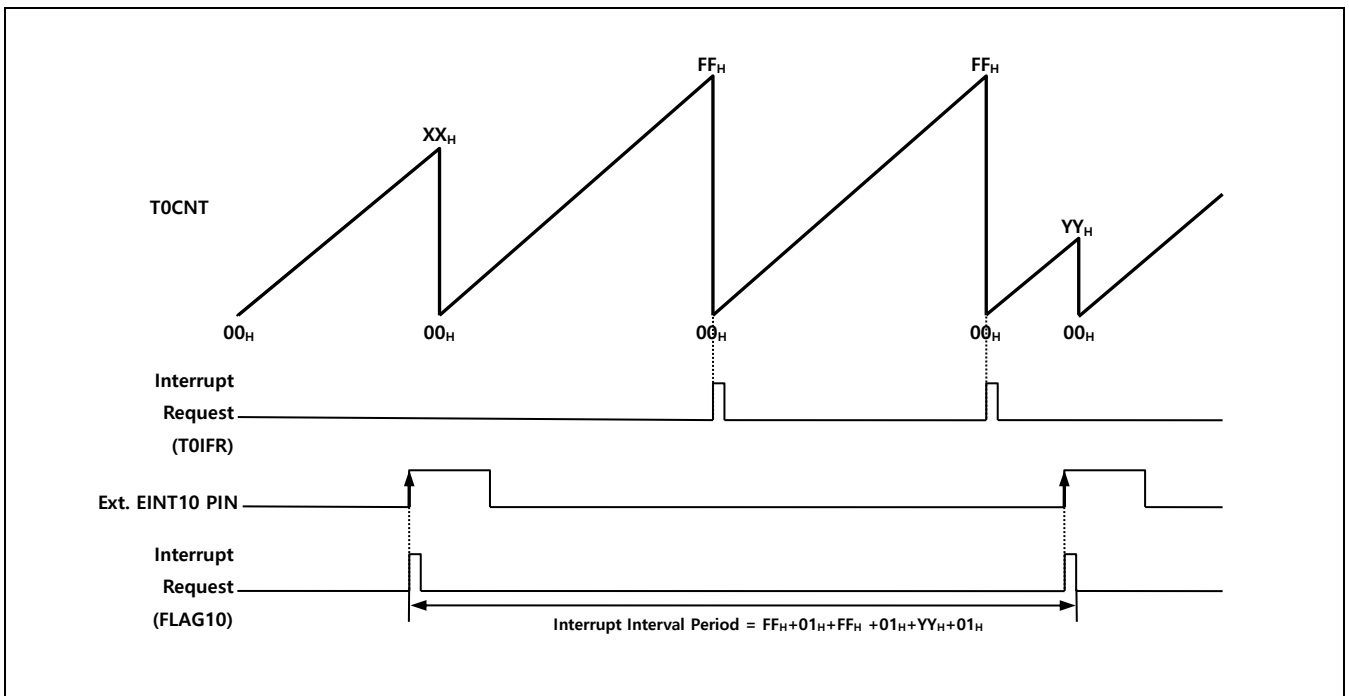 FFH FFH
XXH
T0CNT
YYH
00H 00H 00H 00H 00H
Interrupt
Request
(T0IFR)
Ext. EINT10 PIN
Interrupt
Request
(FLAG10)
Interrupt Interval Period = FFH+01H+FFH +01H+YYH+01H